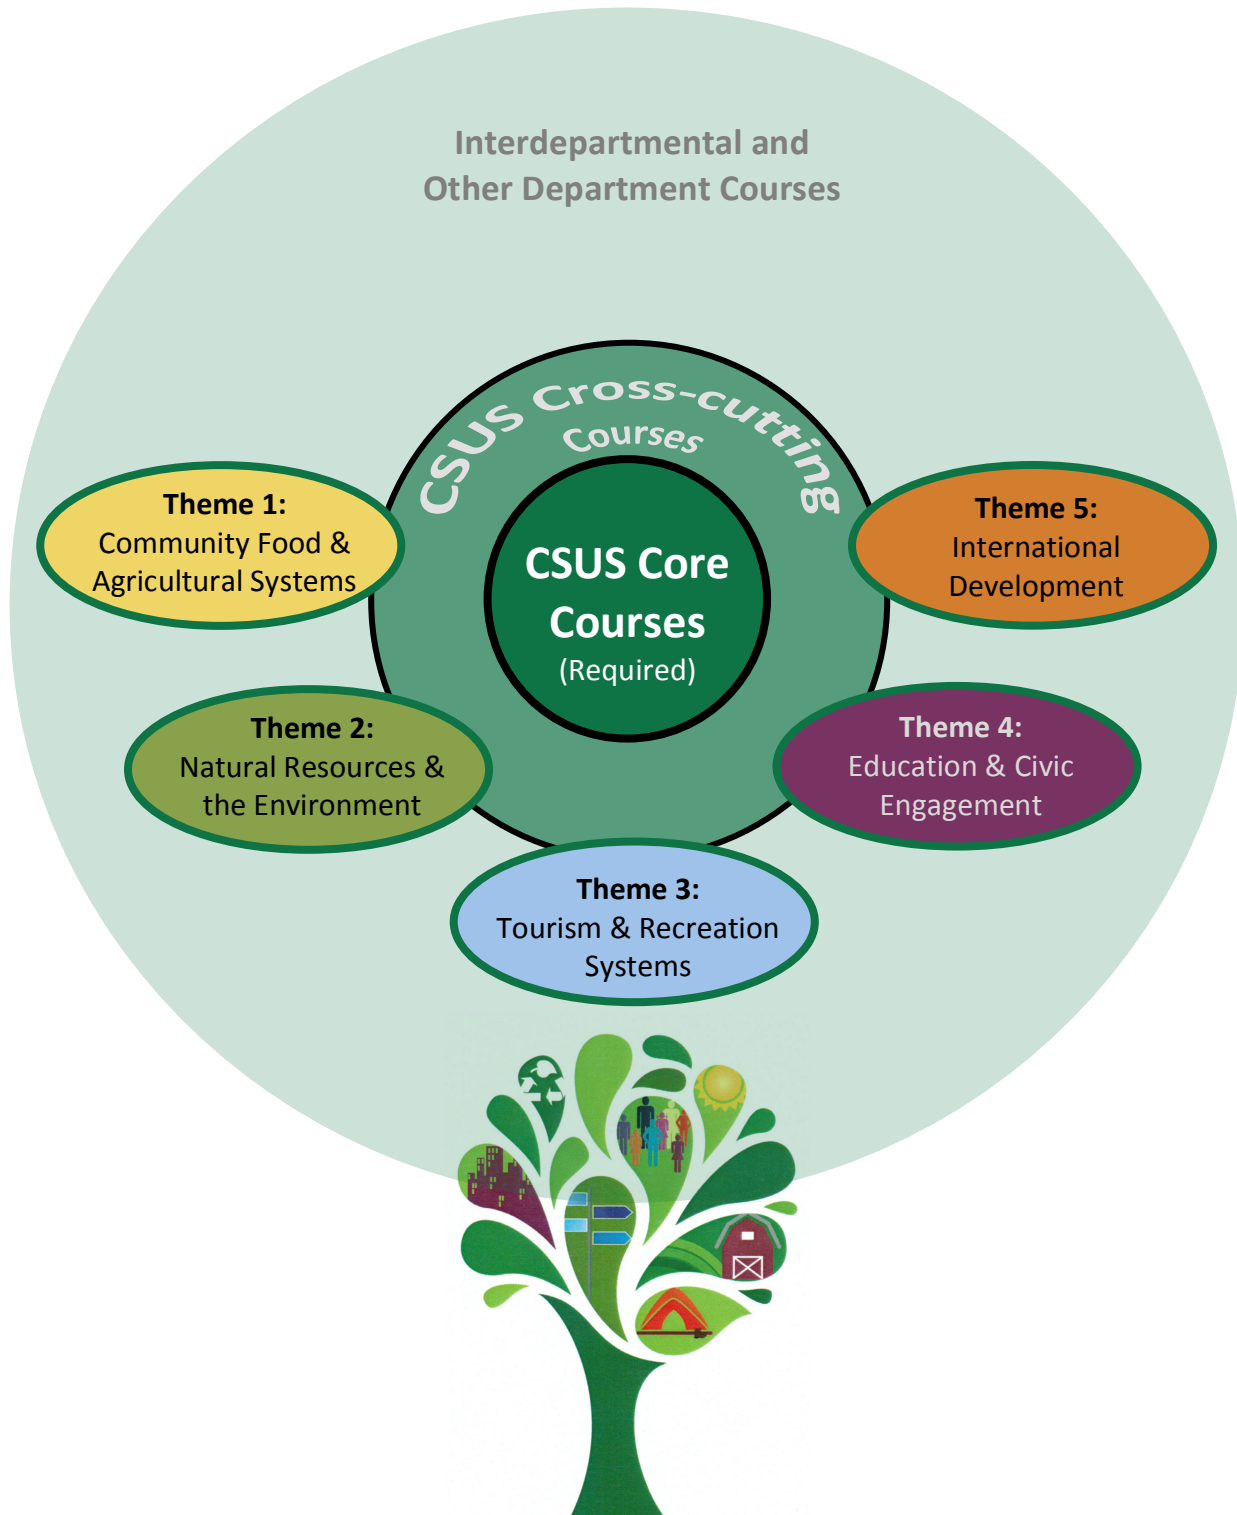 Interdepartmental and
Other Department Courses
CSUS Cross-cutting
Courses
CSUS Core
Courses
(Required)
Theme 1:
Community Food &
Agricultural Systems
Theme 2:
Natural Resources &
the Environment
Theme 3:
Tourism & Recreation
Systems
Theme 4:
Education & Civic
Engagement
Theme 5:
International
Development